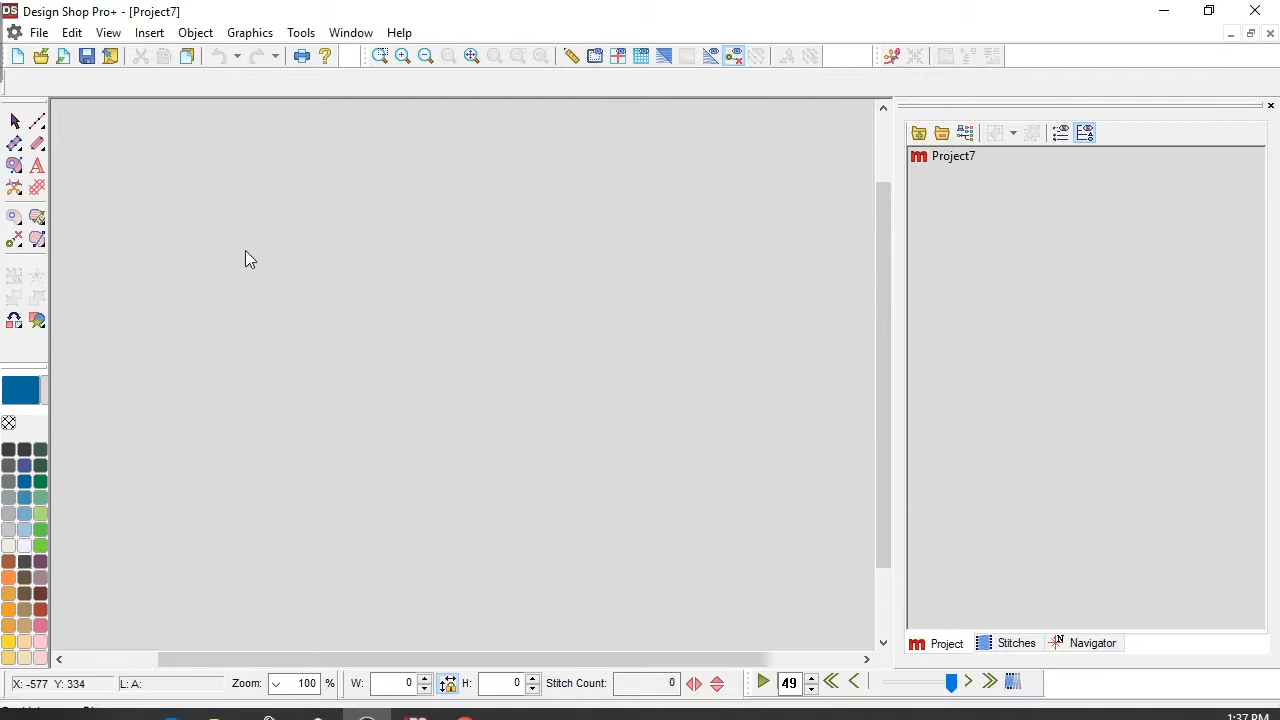 DS Design Shop Pro+ - [Project7]
File Edit View Insert Object Graphics Tools Window Help
m Project7
X: -577 Y: 334 L: A: Zoom: 100 % W: 0 H: 0 Stitch Count: 0 49
m Project Stitches N Navigator
1:37 PM